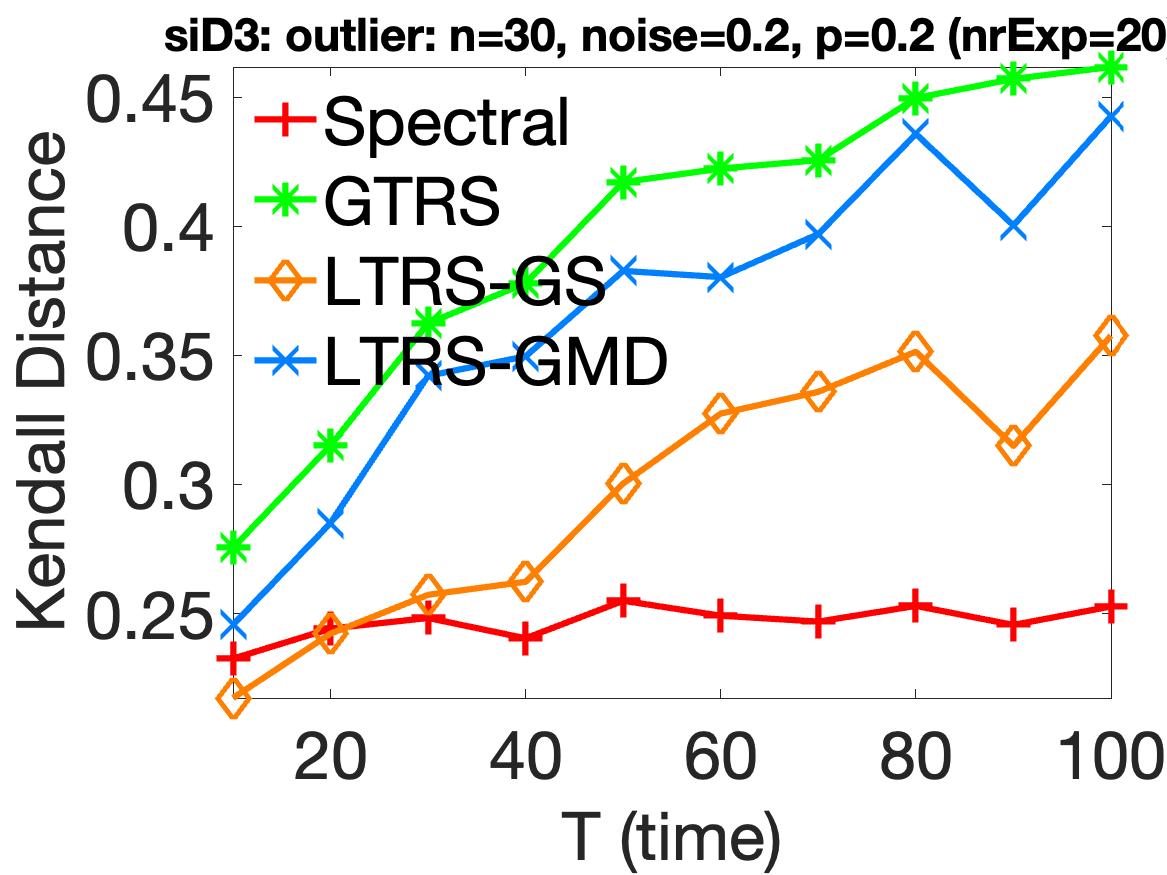 siD3: outlier: n=30, noise=0.2, p=0.2 (nrExp=20)
0.45
0.4
0.35
0.3
0.25
Kendall Distance
Spectral
GTRS
LTRS-GS
LTRS-GMD
20 40 60 80 100
T (time)